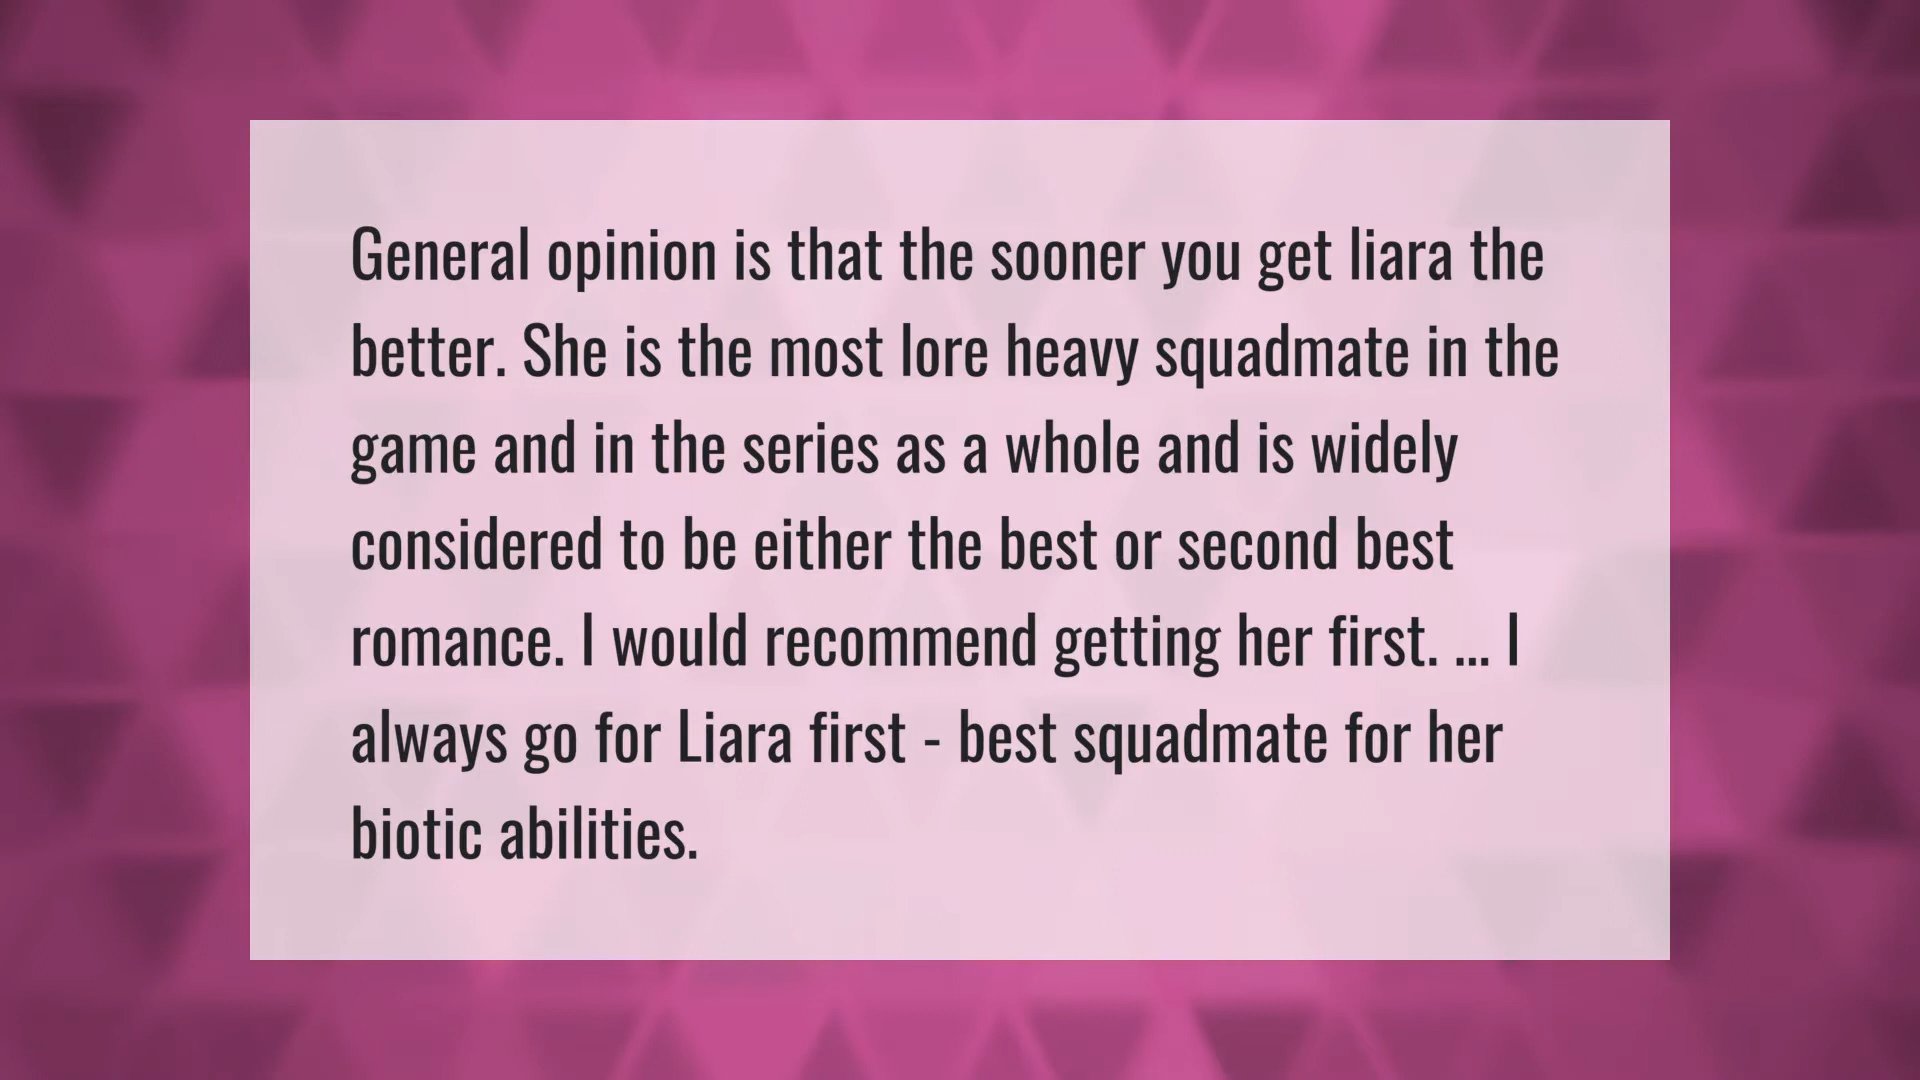 General opinion is that the sooner you get liara the
better. She is the most lore heavy squadmate in the
game and in the series as a whole and is widely
considered to be either the best or second best
romance. I would recommend getting her first. ... I
always go for Liara first - best squadmate for her
biotic abilities.